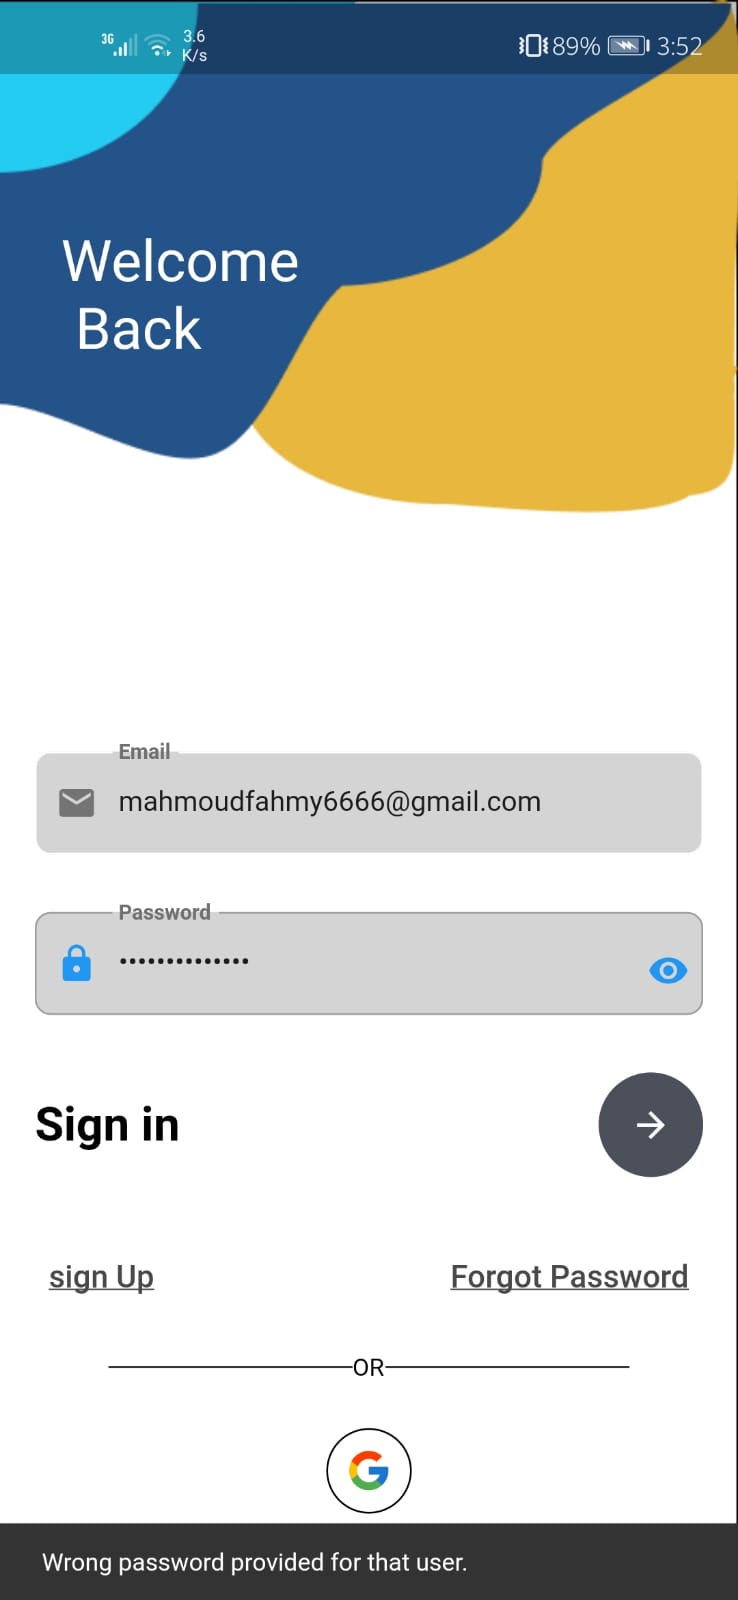 3G 3.6 K/s 89% 3:52
Welcome
Back
Email
mahmoudfahmy6666@gmail.com
Password
••••••••••••••
Sign in
sign Up Forgot Password
OR
Wrong password provided for that user.